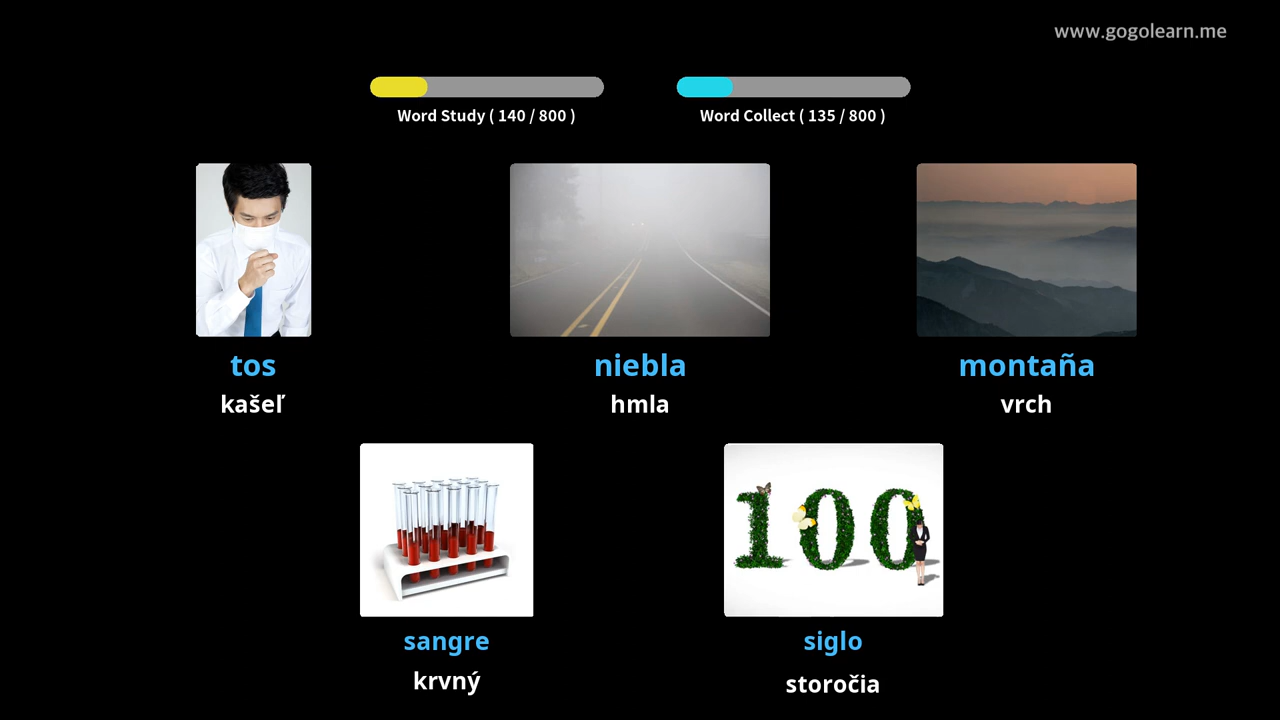 www.gogolearn.me
Word Study ( 140 / 800 )
Word Collect ( 135 / 800 )
tos
kašeľ
niebla
hmla
montaña
vrch
100
sangre
krvný
siglo
storočia